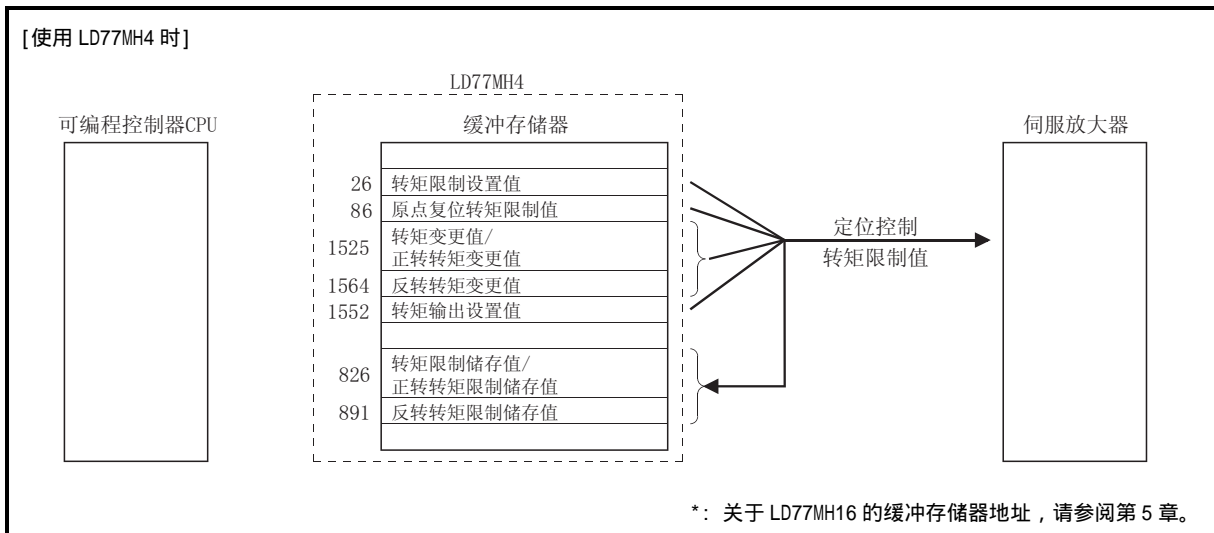 [使用 LD77MH4 时]
LD77MH4
可编程控制器CPU
缓冲存储器
伺服放大器
26 转矩限制设置值
86 原点复位转矩限制值
1525 转矩变更值/
正转转矩变更值
1564 反转转矩变更值
1552 转矩输出设置值
定位控制
转矩限制值
826 转矩限制储存值/
正转转矩限制储存值
891 反转转矩限制储存值
*: 关于 LD77MH16 的缓冲存储器地址，请参阅第 5 章。